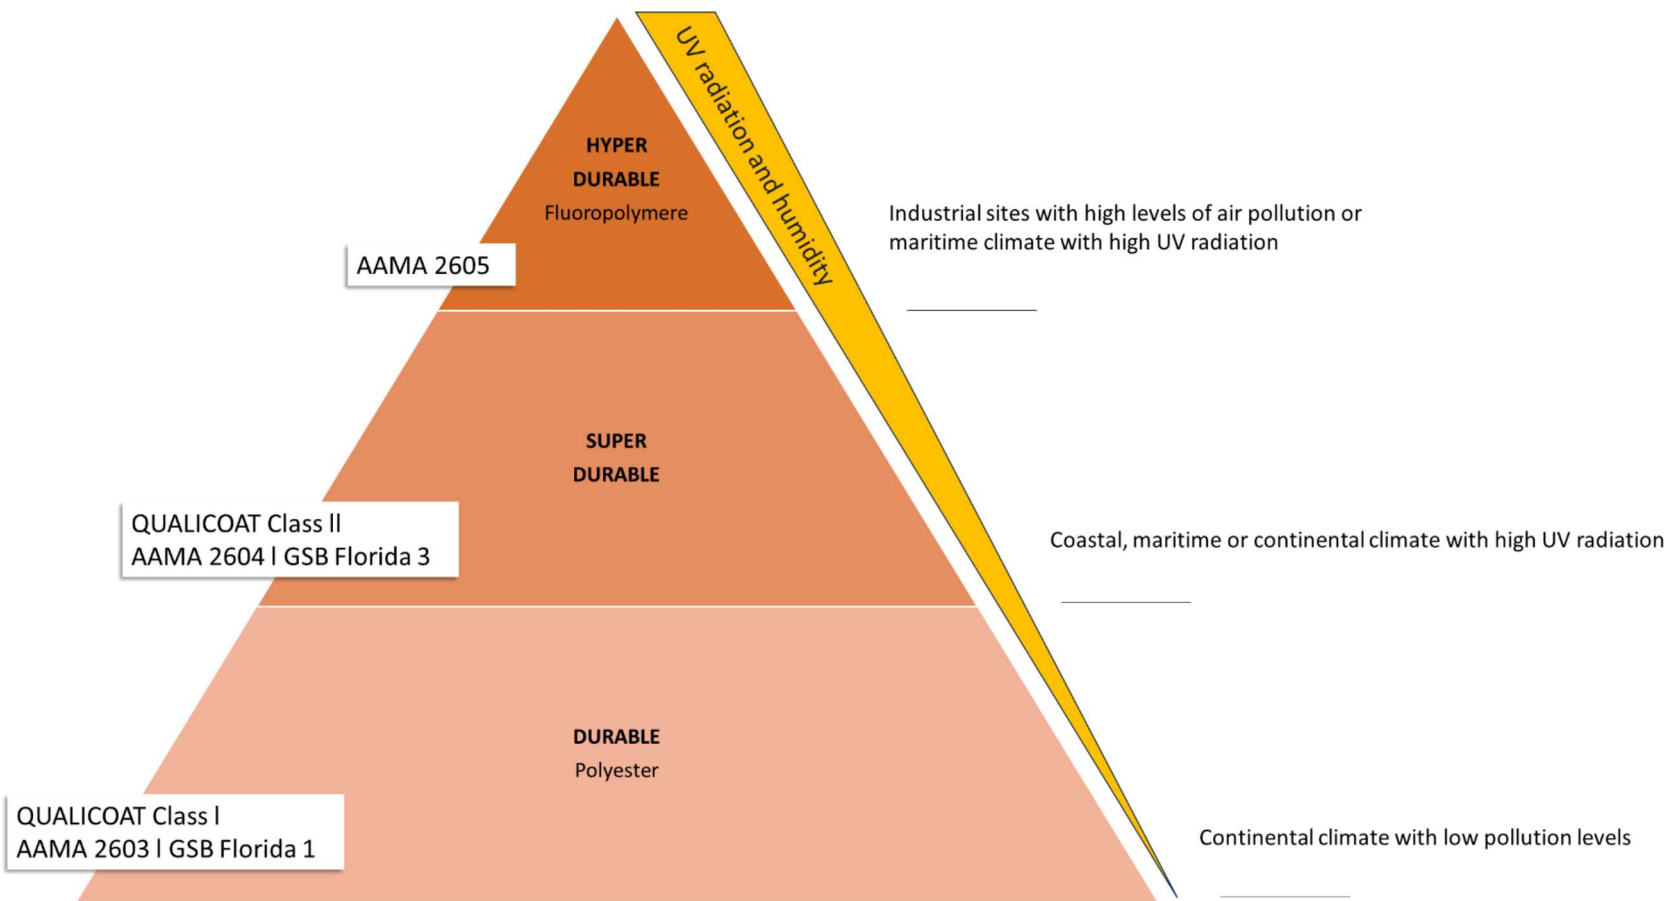 UV radiation and humidity
HYPER
DURABLE
Fluoropolymere
AAMA 2605
Industrial sites with high levels of air pollution or
maritime climate with high UV radiation
SUPER
DURABLE
QUALICOAT Class ll
AAMA 2604 l GSB Florida 3
Coastal, maritime or continental climate with high UV radiation
DURABLE
Polyester
QUALICOAT Class l
AAMA 2603 l GSB Florida 1
Continental climate with low pollution levels